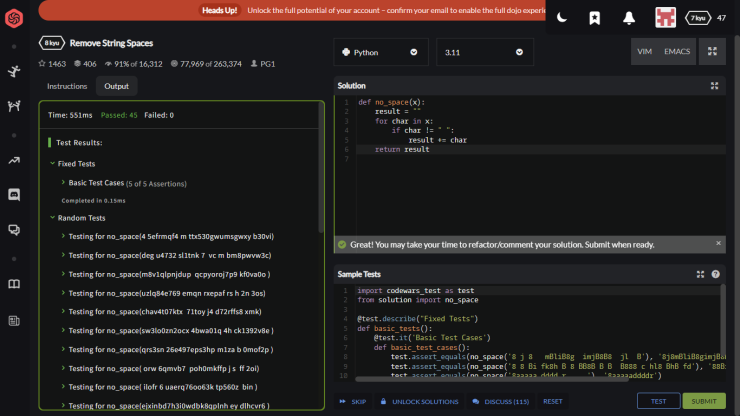 Heads Up! Unlock the full potential of your account – confirm your email to enable the full dojo experi
7 kyu 47
8 kyu Remove String Spaces
1463 406 91% of 16,312 77,969 of 263,374 PG1
Python 3.11 VIM EMACS
Instructions Output
Time: 551ms Passed: 45 Failed: 0
Test Results:
Fixed Tests
Basic Test Cases (5 of 5 Assertions)
Completed in 0.15ms
Random Tests
Testing for no_space(4 5efrmqf4 m ttx530gwumsgwxy b30vi)
Testing for no_space(deg u4732 sl1tnk 7 vc m bm8pwvw3c)
Testing for no_space(m8v1qlpnjdup qcpyoroj7p9 kf0va0o )
Testing for no_space(uzlq84e769 emqn rxepaf rs h 2n 3os)
Testing for no_space(chav4t07ktx 71toy j4 d72rffs8 xmk)
Testing for no_space(sw3lo0zn2ocx 4bwa01q 4h ck1392v8e )
Testing for no_space(qrs3sn 26e497eps3hp m1za b 0mof2p )
Testing for no_space( orw 6qmvb7 poh0mkffp j s ff 2oi)
Testing for no_space( ilofr 6 uaerq76oo63k tp560z bin )
Testing for no_space(ejxinbd7h3i0wdbk8qplnh ey dlhcvr6 )
Solution
1 def no_space(x):
2 result = ""
3 for char in x:
4 if char != " ":
5 result += char
6 return result
7
Great! You may take your time to refactor/comment your solution. Submit when ready. ×
Sample Tests
1 import codewars_test as test
2 from solution import no_space
3
4 @test.describe("Fixed Tests")
5 def basic_tests():
6 @test.it('Basic Test Cases')
7 def basic_test_cases():
8 test.assert_equals(no_space('8 j 8 mBliB8g imjB8B8 jl B'), '8j8mBliB8gimjB
9 test.assert_equals(no_space('8 8 Bi fk8h B 8 BB8B B B B888 c hl8 BhB fd'), '88Bi
10 test.assert_equals(no_space('8aaaaa dddd r '), '8aaaaaddddr')
SKIP UNLOCK SOLUTIONS DISCUSS (115) RESET TEST SUBMIT